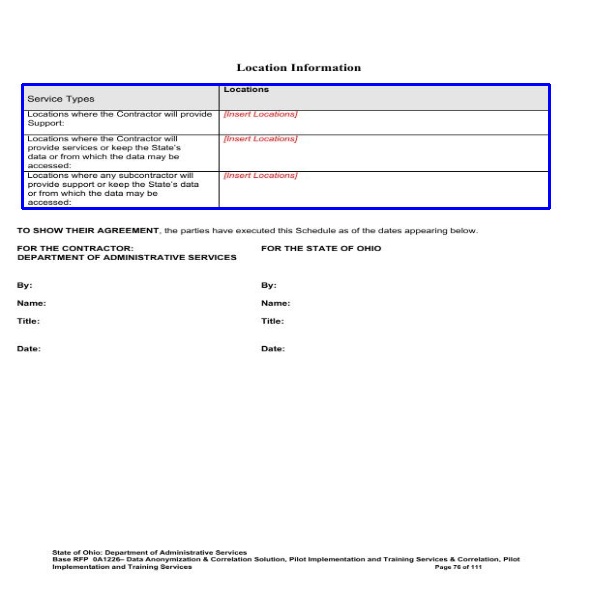 Location Information
Locations
Service Types
Locations where the Contractor will provide
Support:
[Insert Locations]
Locations where the Contractor will
provide services or keep the State's
data or from which the data may be
accessed:
[Insert Locations]
Locations where any subcontractor will
provide support or keep the State's data
or from which the data may be
accessed:
[Insert Locations]
TO SHOW THEIR AGREEMENT, the parties have executed this Schedule as of the dates appearing below.
FOR THE CONTRACTOR: FOR THE STATE OF OHIO
DEPARTMENT OF ADMINISTRATIVE SERVICES
By: By:
Name: Name:
Title: Title:
Date: Date:
State of Ohio: Department of Administrative Services
Base RFP 0A1226– Data Anonymization & Correlation Solution, Pilot Implementation and Training Services & Correlation, Pilot
Implementation and Training Services Page 76 of 111